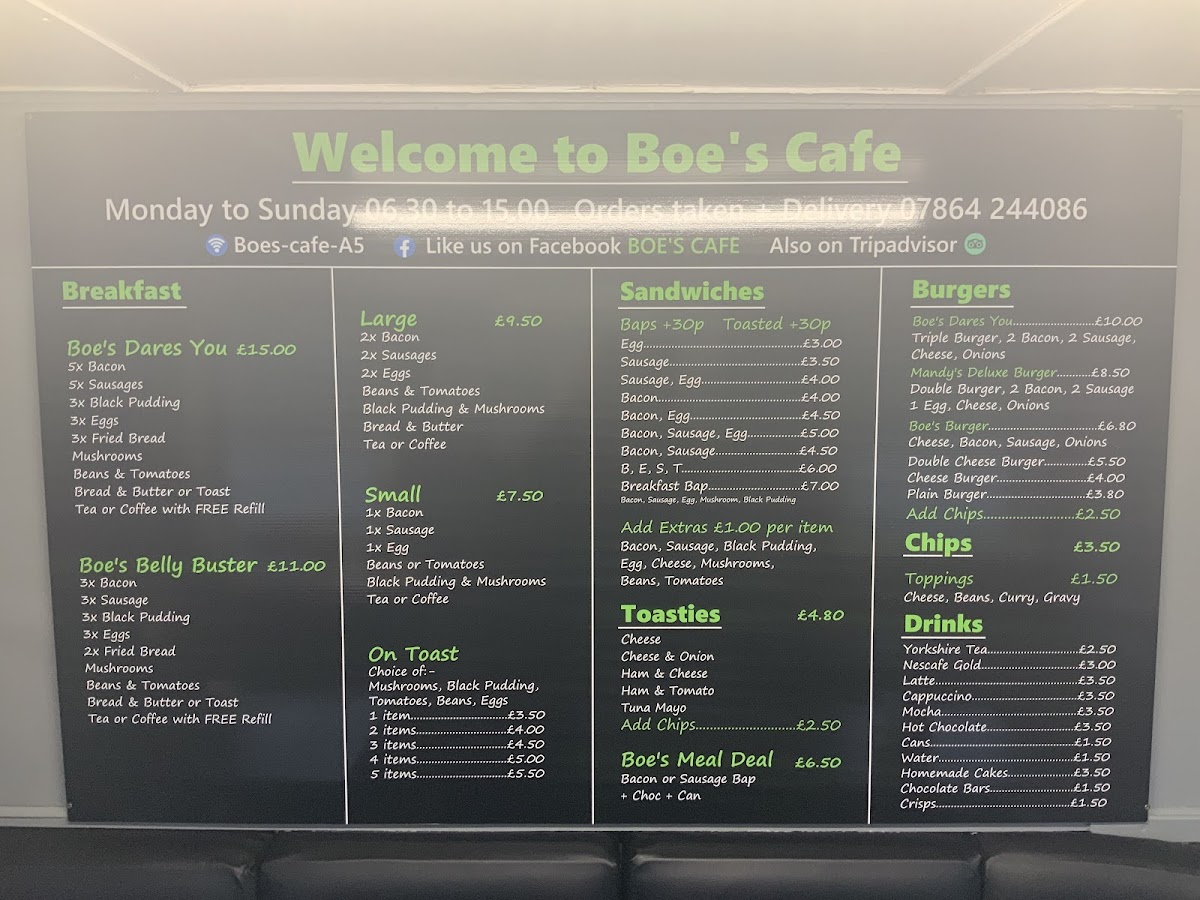 Welcome to Boe's Cafe
Monday to Sunday 06.30 to 15.00 Orders taken + Delivery 07864 244086
Boes-cafe-A5 Like us on Facebook BOE'S CAFE Also on Tripadvisor
Breakfast
Boe's Dares You £15.00
5x Bacon
5x Sausages
3x Black Pudding
3x Eggs
3x Fried Bread
Mushrooms
Beans & Tomatoes
Bread & Butter or Toast
Tea or Coffee with FREE Refill
Boe's Belly Buster £11.00
3x Bacon
3x Sausage
3x Black Pudding
3x Eggs
2x Fried Bread
Mushrooms
Beans & Tomatoes
Bread & Butter or Toast
Tea or Coffee with FREE Refill
Large £9.50
2x Bacon
2x Sausages
2x Eggs
Beans & Tomatoes
Black Pudding & Mushrooms
Bread & Butter
Tea or Coffee
Small £7.50
1x Bacon
1x Sausage
1x Egg
Beans or Tomatoes
Black Pudding & Mushrooms
Tea or Coffee
On Toast
Choice of:-
Mushrooms, Black Pudding,
Tomatoes, Beans, Eggs
1 item............£3.50
2 items............£4.00
3 items............£4.50
4 items............£5.00
5 items............£5.50
Sandwiches
Baps +30p Toasted +30p
Egg............£3.00
Sausage............£3.50
Sausage, Egg............£4.00
Bacon............£4.00
Bacon, Egg............£4.50
Bacon, Sausage, Egg............£5.00
Bacon, Sausage............£4.50
B, E, S, T............£6.00
Breakfast Bap............£7.00
Bacon, Sausage, Egg, Mushroom, Black Pudding
Add Extras £1.00 per item
Bacon, Sausage, Black Pudding,
Egg, Cheese, Mushrooms,
Beans, Tomatoes
Toasties £4.80
Cheese
Cheese & Onion
Ham & Cheese
Ham & Tomato
Tuna Mayo
Add Chips............£2.50
Boe's Meal Deal £6.50
Bacon or Sausage Bap
+ Choc + Can
Burgers
Boe's Dares You............£10.00
Triple Burger, 2 Bacon, 2 Sausage,
Cheese, Onions
Mandy's Deluxe Burger............£8.50
Double Burger, 2 Bacon, 2 Sausage
1 Egg, Cheese, Onions
Boe's Burger............£6.80
Cheese, Bacon, Sausage, Onions
Double Cheese Burger............£5.50
Cheese Burger............£4.00
Plain Burger............£3.80
Add Chips............£2.50
Chips £3.50
Toppings £1.50
Cheese, Beans, Curry, Gravy
Drinks
Yorkshire Tea............£2.50
Nescafe Gold............£3.00
Latte............£3.50
Cappuccino............£3.50
Mocha............£3.50
Hot Chocolate............£3.50
Cans............£1.50
Water............£1.50
Homemade Cakes............£3.50
Chocolate Bars............£1.50
Crisps............£1.50